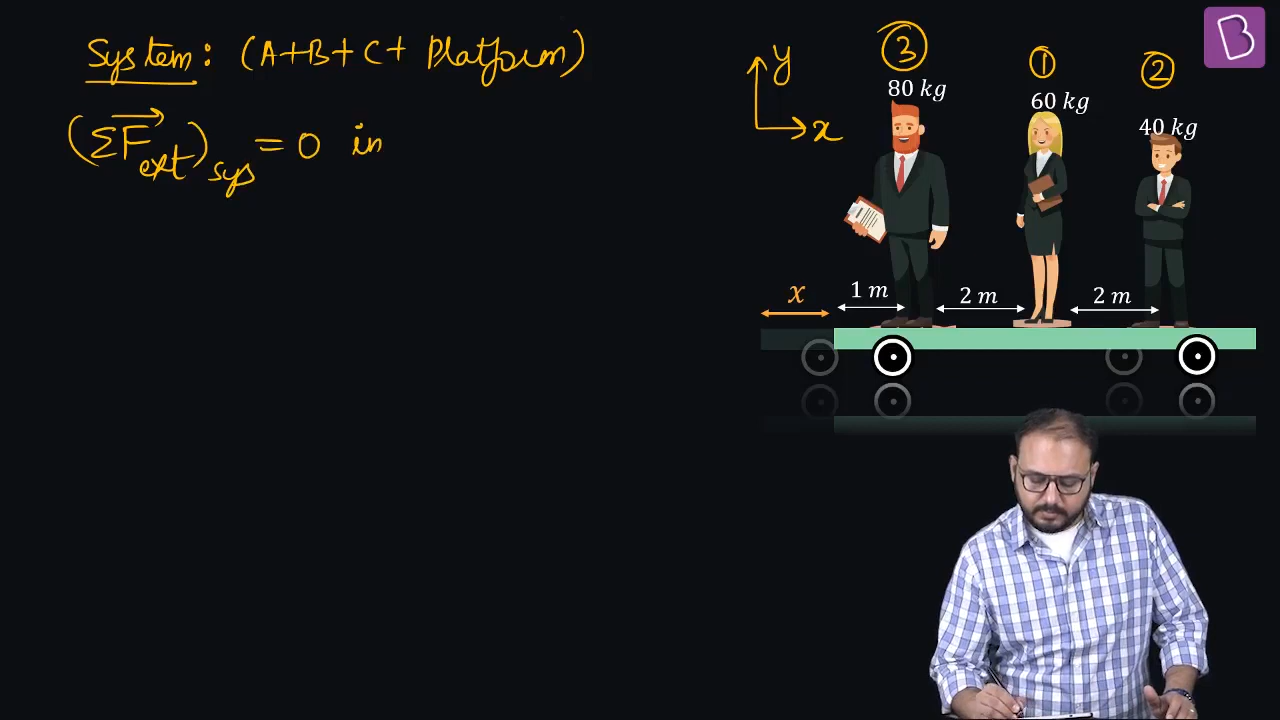 System: (A+B+C+ Platform)
(ΣF⃗ext)sys = 0 in
y
x
3
1
2
80 kg
60 kg
40 kg
x
1 m
2 m
2 m
B